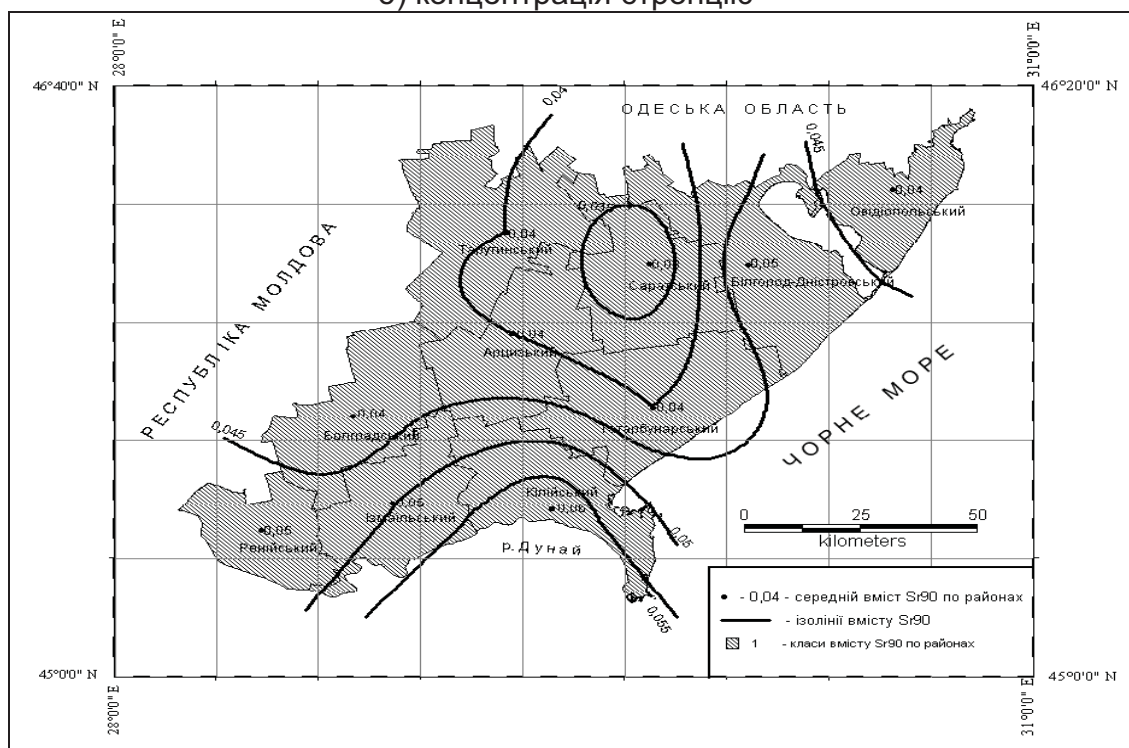 концентрація стронцію
28°0'0" E
31°0'0" E
46°40'0" N
46°20'0" N
0,04
ОДЕСЬКА ОБЛАСТЬ
0,045
0,04
Овідіопольський
0,04
Тарутинський
Саратський
0,05
Білгород-Дністровський
РЕСПУБЛІКА МОЛДОВА
0,04
Арцизький
0,04
Татарбунарський
0,04
Болградський
0,045
ЧОРНЕ МОРЕ
Кілійський
0,06
0,05
Ізмаїльський
0,05
Ренійський
0,05
р.Дунай
0,055
0 25 50
kilometers
- 0,04 - середній вміст Sr90 по районах
- ізолінії вмісту Sr90
1 - класи вмісту Sr90 по районах
45°0'0" N
45°0'0" N
28°0'0" E
31°0'0" E